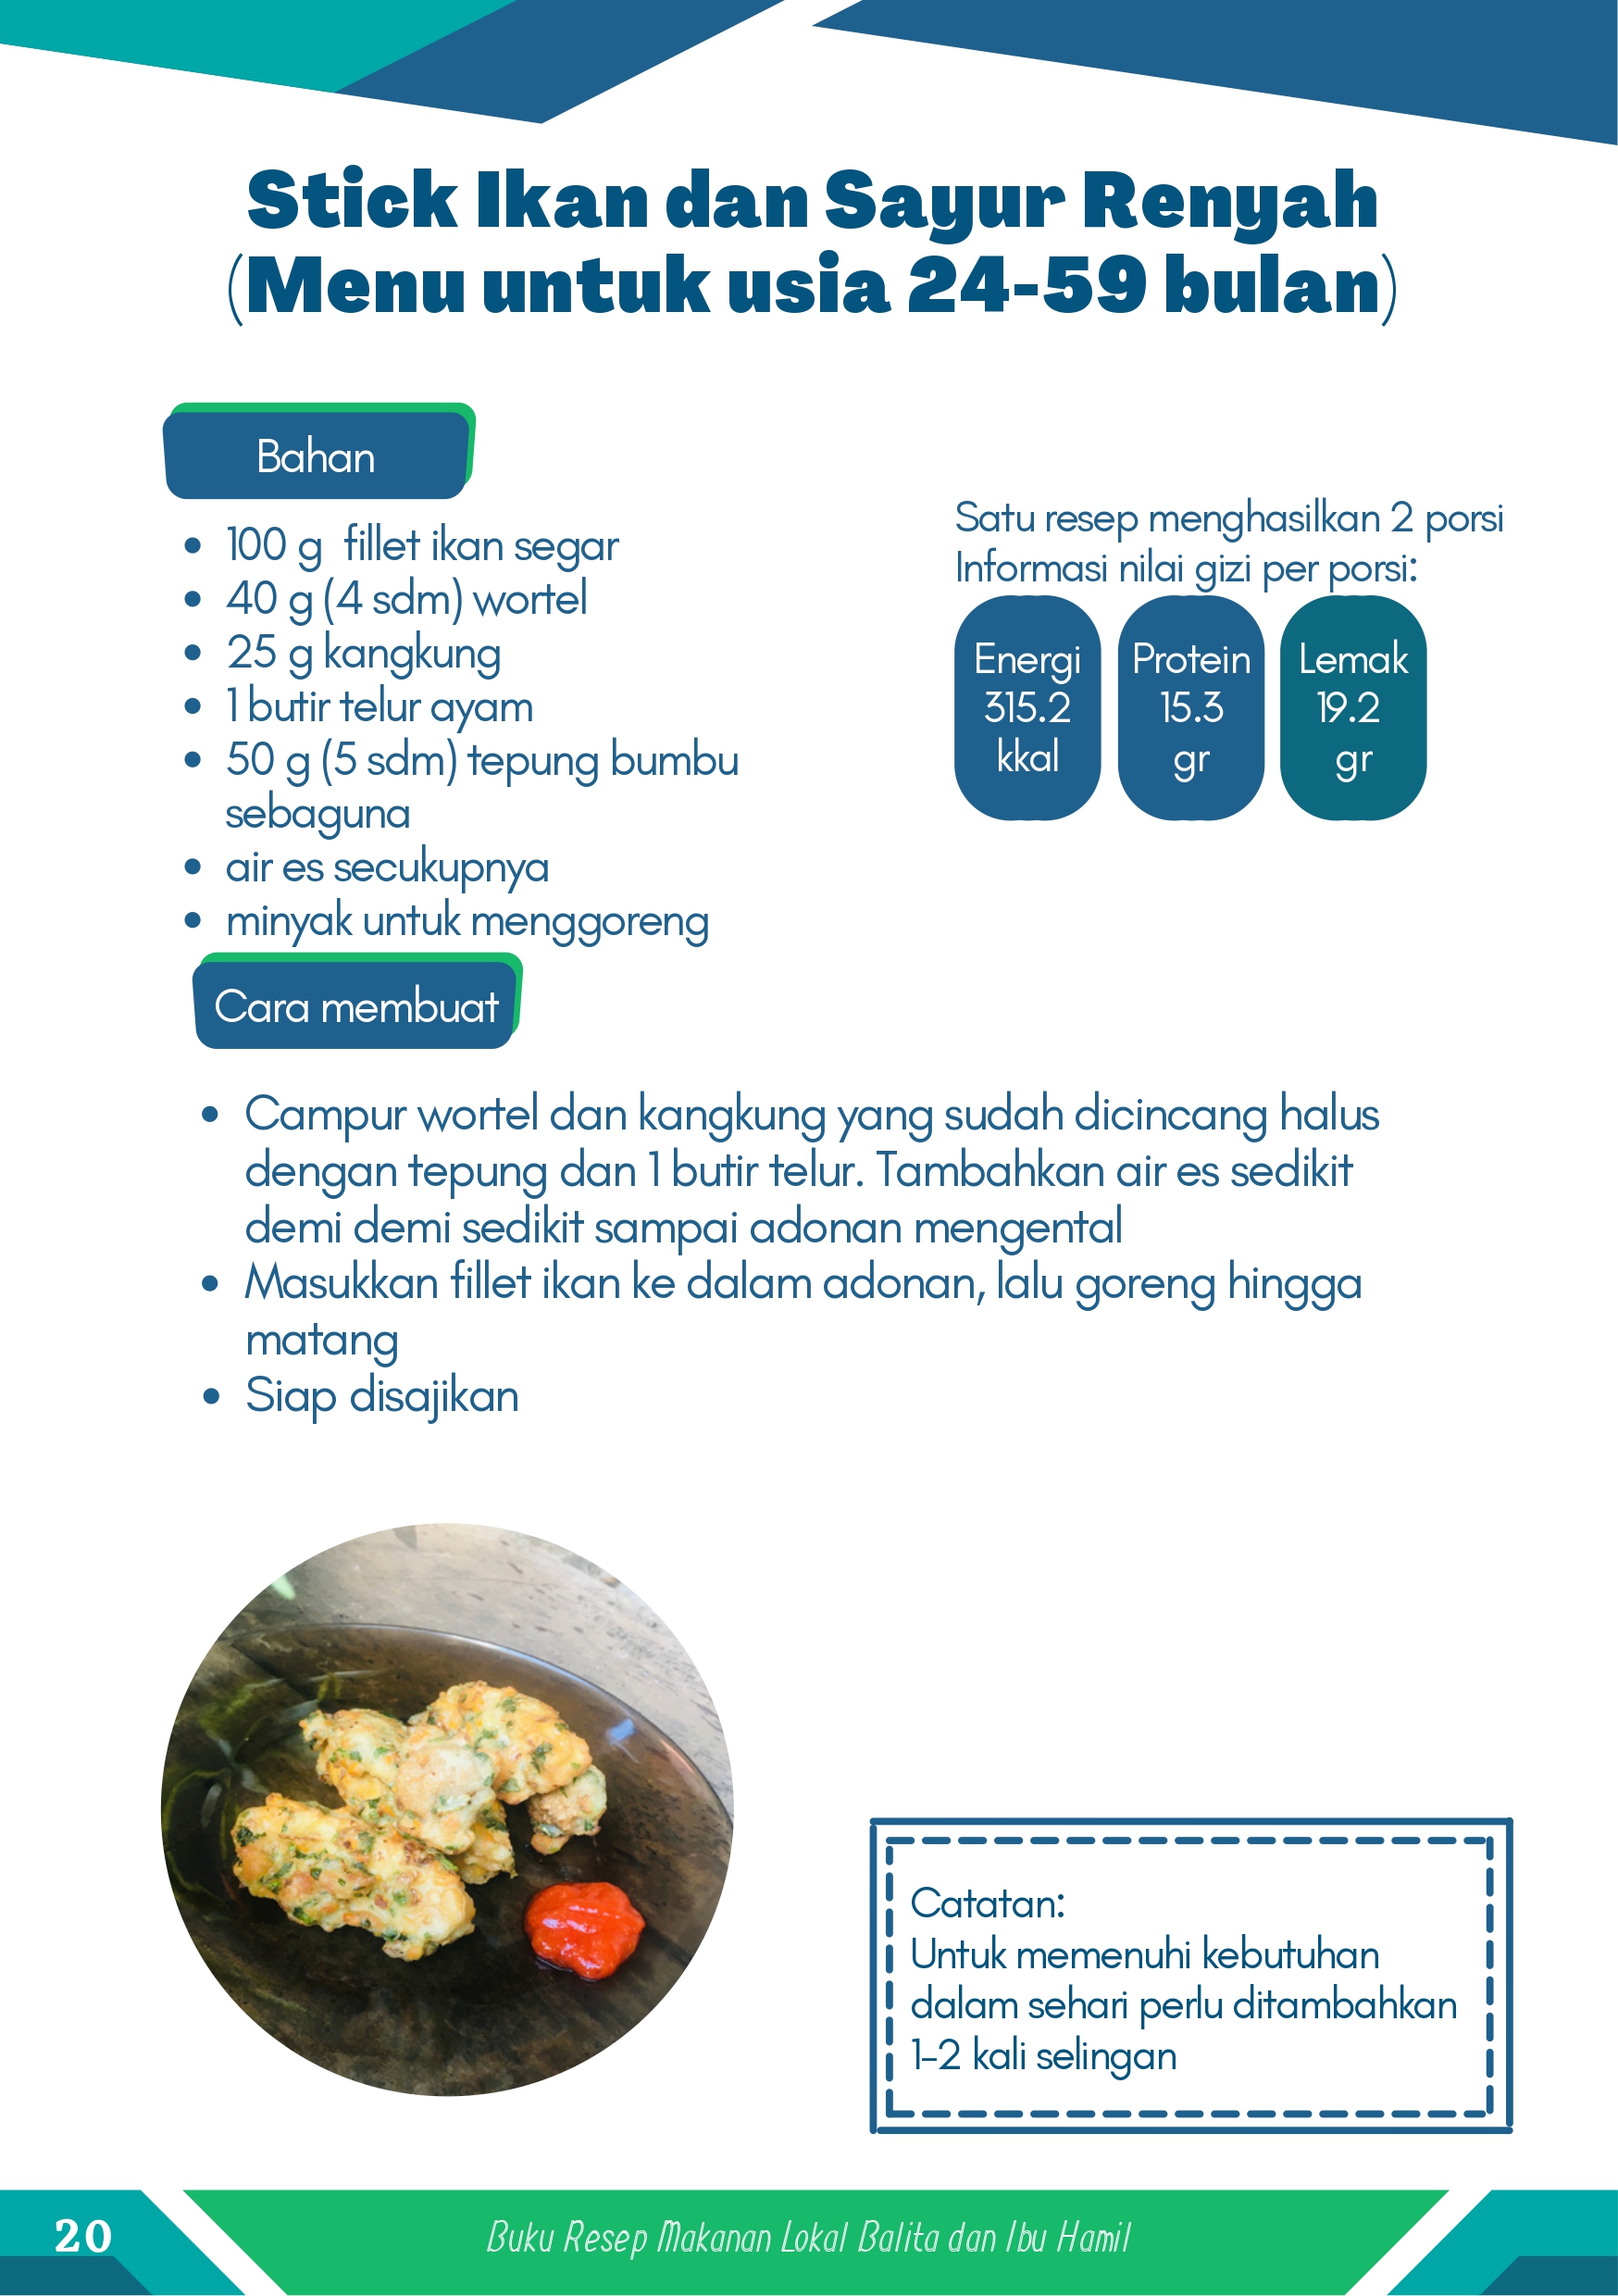 Stick Ikan dan Sayur Renyah
(Menu untuk usia 24-59 bulan)
Bahan
• 100 g fillet ikan segar
• 40 g (4 sdm) wortel
• 25 g kangkung
• 1 butir telur ayam
• 50 g (5 sdm) tepung bumbu
sebaguna
• air es secukupnya
• minyak untuk menggoreng
Satu resep menghasilkan 2 porsi
Informasi nilai gizi per porsi:
Energi
315.2
kkal
Protein
15.3
gr
Lemak
19.2
gr
Cara membuat
• Campur wortel dan kangkung yang sudah dicincang halus
dengan tepung dan 1 butir telur. Tambahkan air es sedikit
demi demi sedikit sampai adonan mengental
• Masukkan fillet ikan ke dalam adonan, lalu goreng hingga
matang
• Siap disajikan
Catatan:
Untuk memenuhi kebutuhan
dalam sehari perlu ditambahkan
1-2 kali selingan
20
Buku Resep Makanan Lokal Balita dan Ibu Hamil